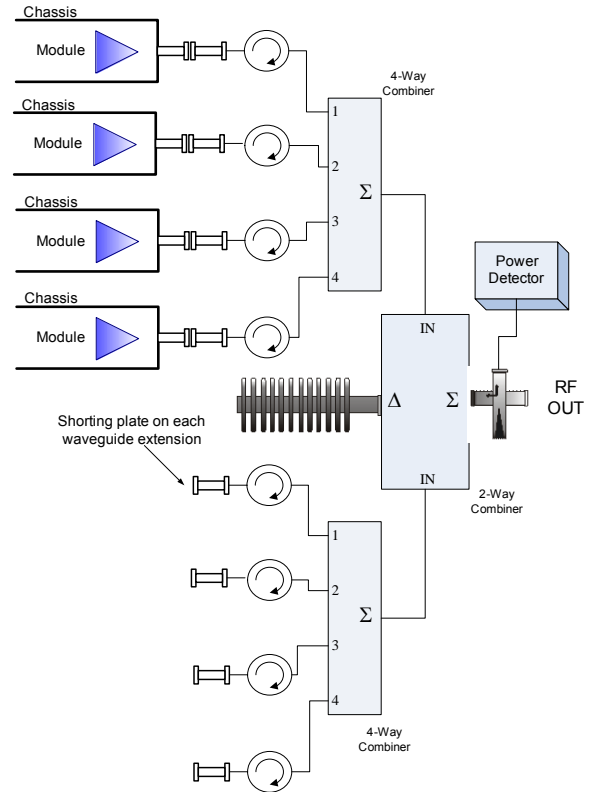 Chassis
Module
Chassis
Module
Chassis
Module
Chassis
Module
4-Way
Combiner
1
2
3
4
Σ
Power
Detector
IN
Δ
Σ
IN
RF
OUT
2-Way
Combiner
Shorting plate on each
waveguide extension
1
2
3
4
Σ
4-Way
Combiner